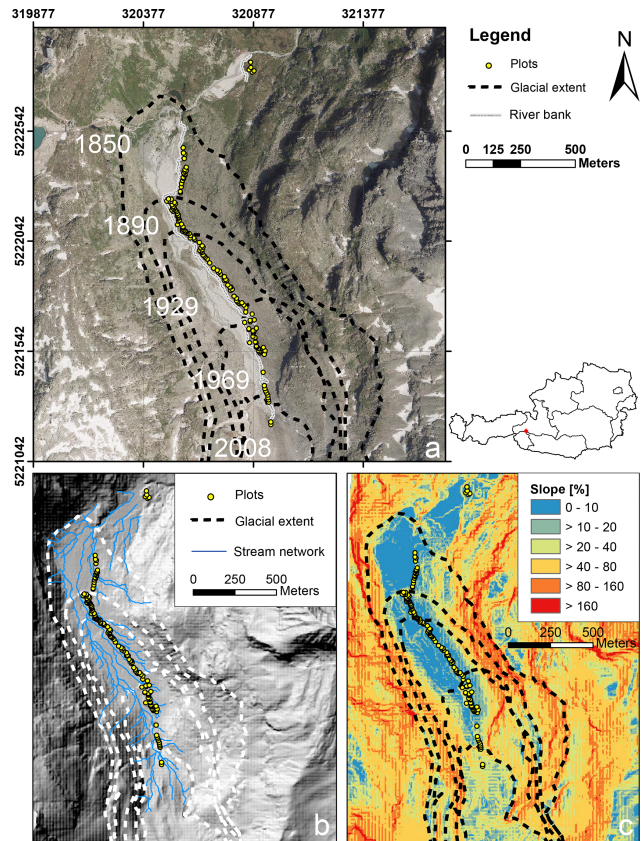 319877 320377 320877 321377
5222542
5222042
5221542
5221042
1850
1890
1929
1969
2008
a
Legend
Plots
Glacial extent
River bank
0 125 250 500
Meters
N
Plots
Glacial extent
Stream network
0 250 500
Meters
b
Slope [%]
0 - 10
> 10 - 20
> 20 - 40
> 40 - 80
> 80 - 160
> 160
0 250 500
Meters
c